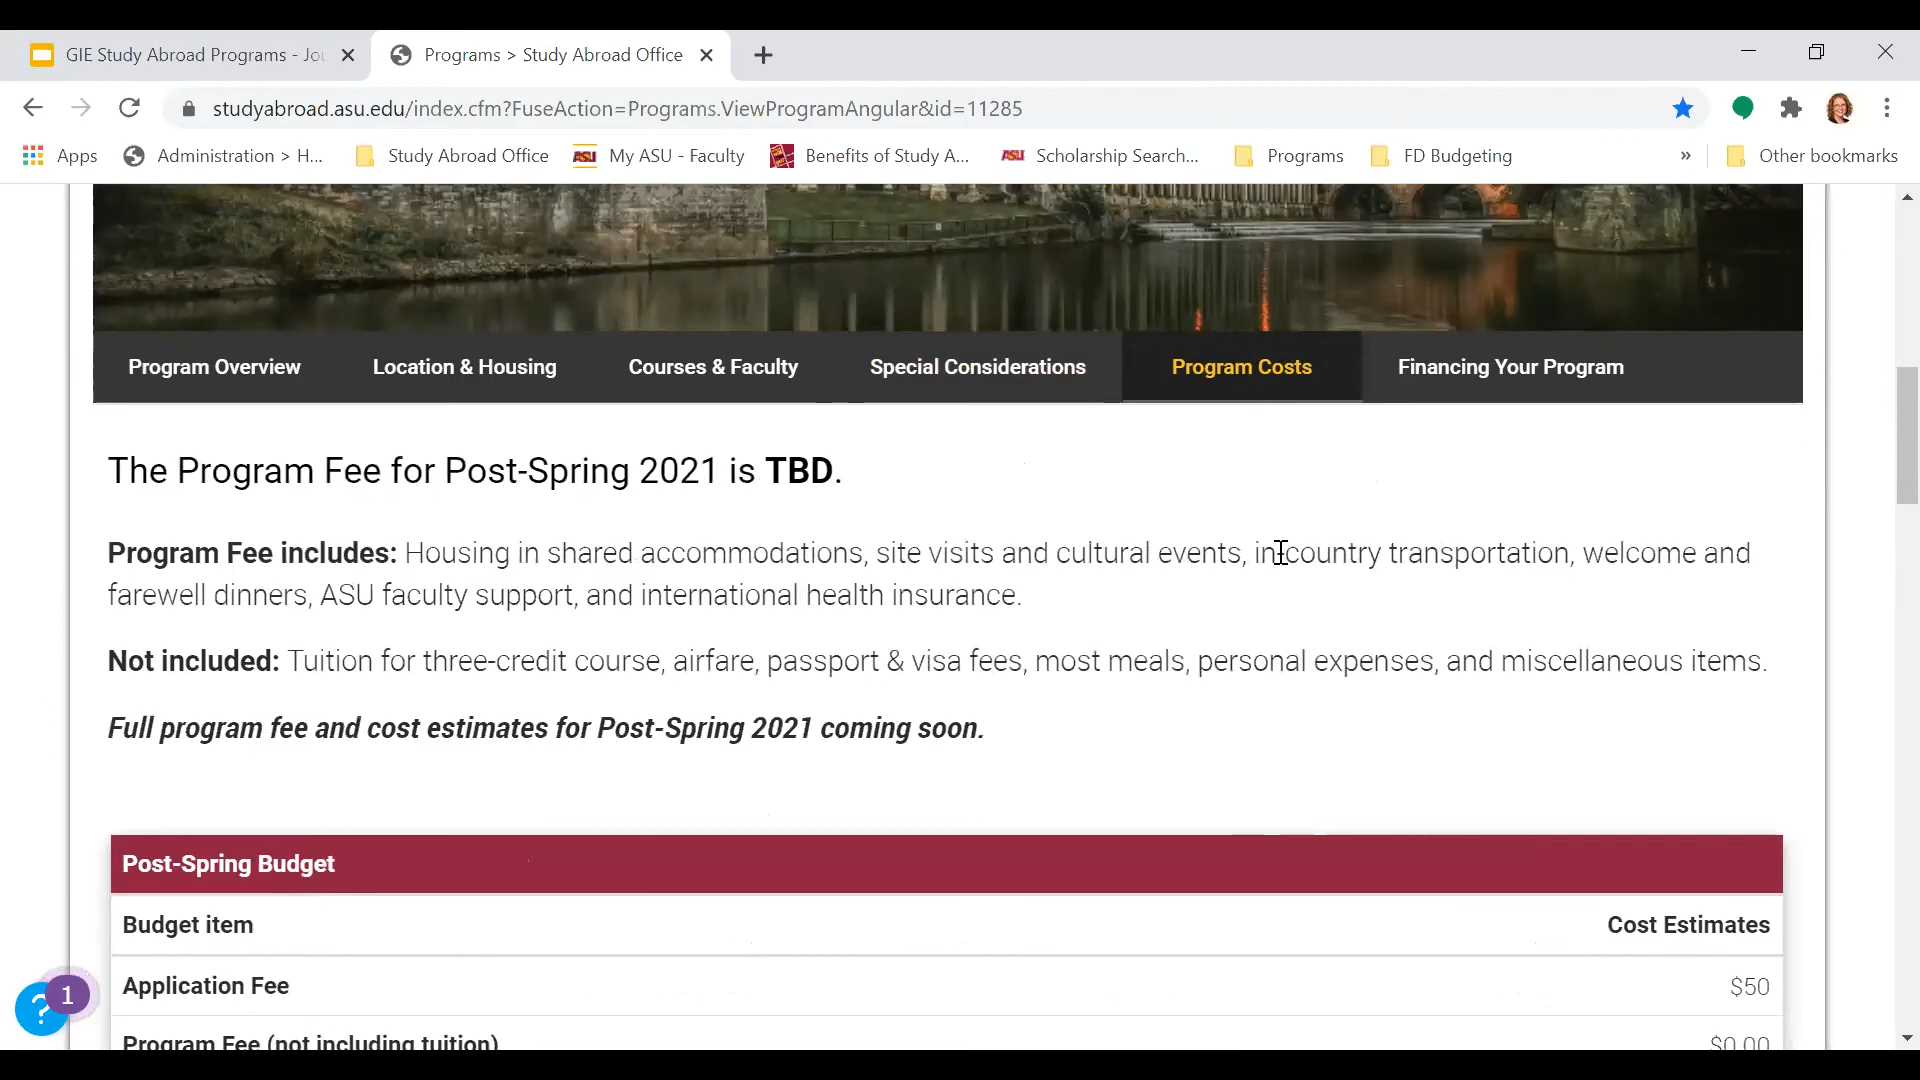 GIE Study Abroad Programs - Jou
Programs > Study Abroad Office
studyabroad.asu.edu/index.cfm?FuseAction=Programs.ViewProgramAngular&id=11285
Apps Administration > H... Study Abroad Office My ASU - Faculty Benefits of Study A... ASU Scholarship Search... Programs FD Budgeting » Other bookmarks
Program Overview Location & Housing Courses & Faculty Special Considerations Program Costs Financing Your Program
The Program Fee for Post-Spring 2021 is TBD.
Program Fee includes: Housing in shared accommodations, site visits and cultural events, in-country transportation, welcome and
farewell dinners, ASU faculty support, and international health insurance.
Not included: Tuition for three-credit course, airfare, passport & visa fees, most meals, personal expenses, and miscellaneous items.
Full program fee and cost estimates for Post-Spring 2021 coming soon.
Post-Spring Budget
Budget item Cost Estimates
Application Fee $50
? 1
Program Fee (not including tuition) $0.00